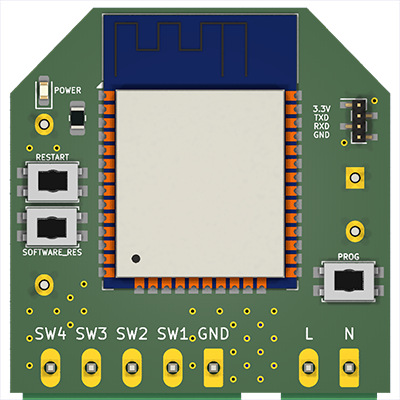 POWER
3.3V
TXD
RXD
GND
RESTART
SOFTWARE_RES
PROG
SW4 SW3 SW2 SW1 GND L N